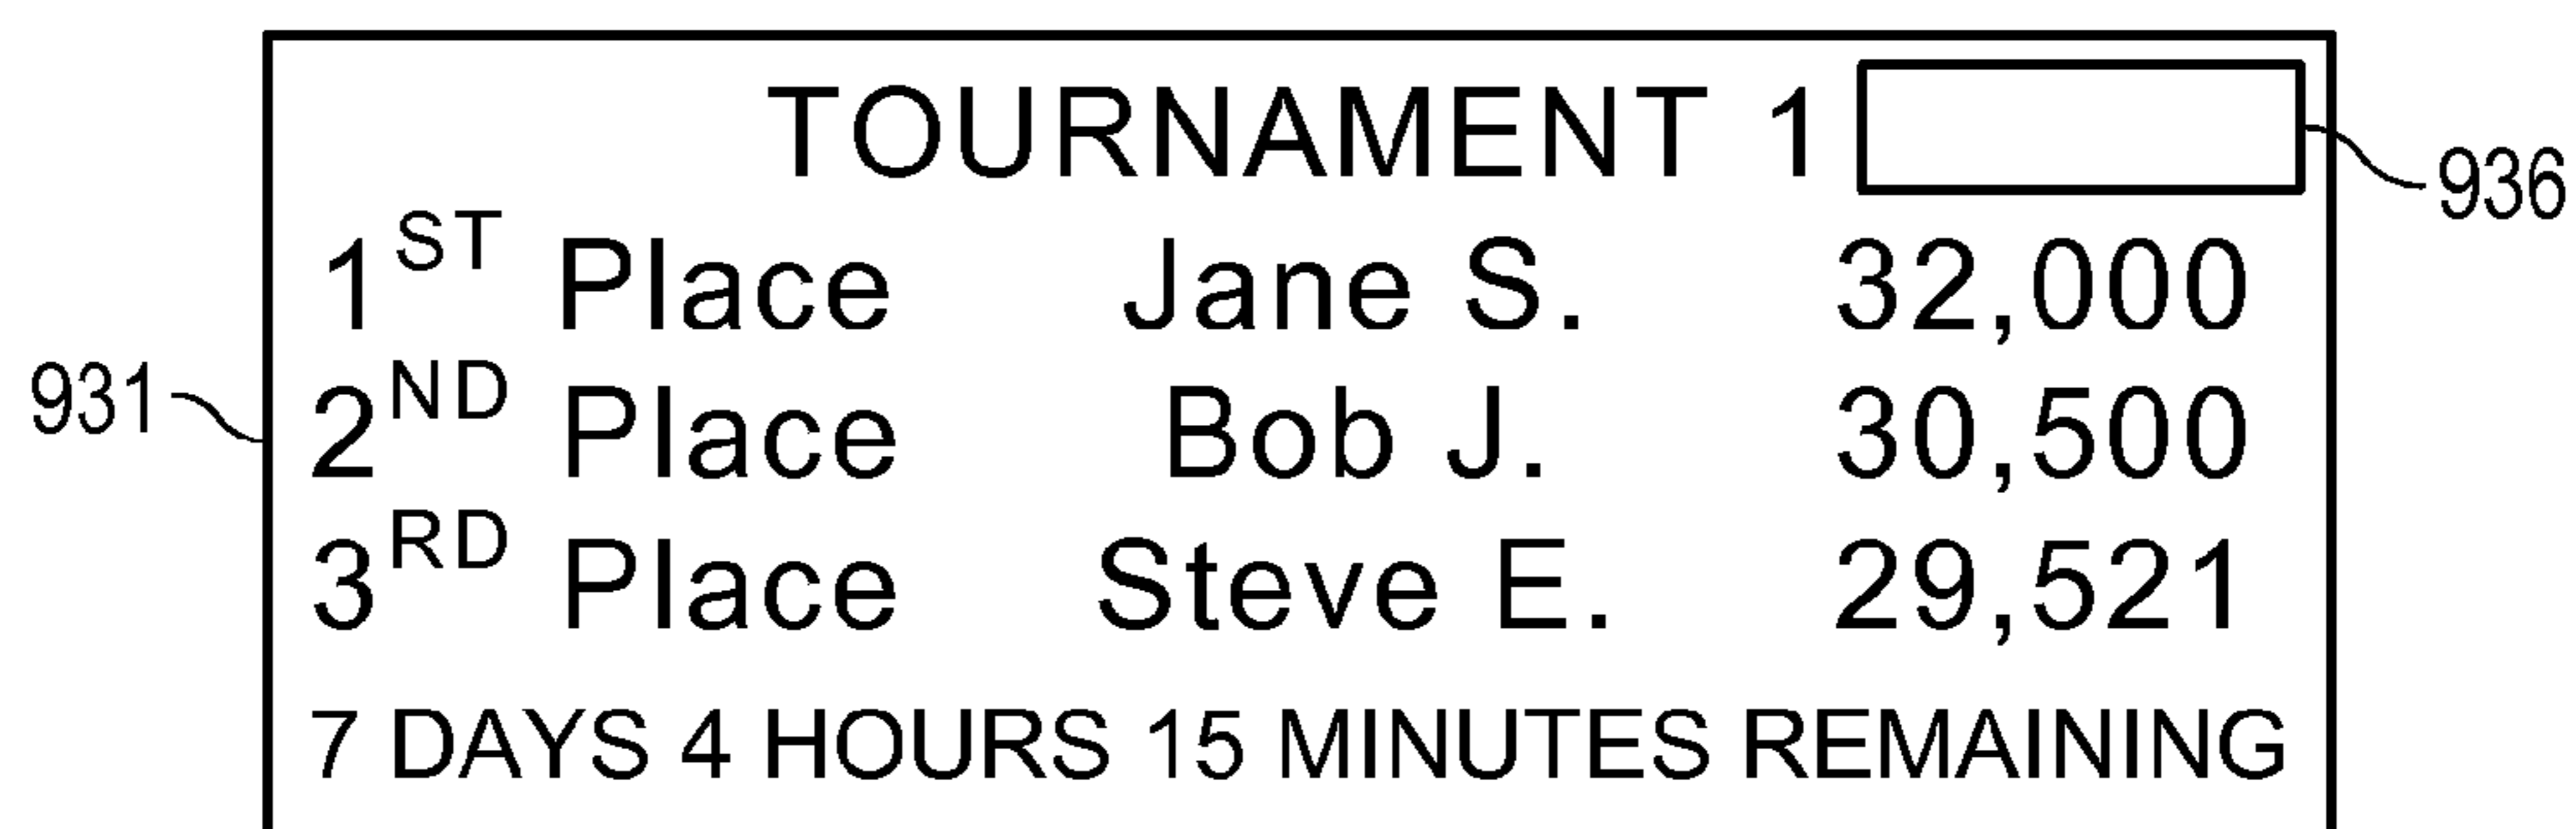 TOURNAMENT 1
936
1ST Place Jane S. 32,000
931
2ND Place Bob J. 30,500
3RD Place Steve E. 29,521
7 DAYS 4 HOURS 15 MINUTES REMAINING